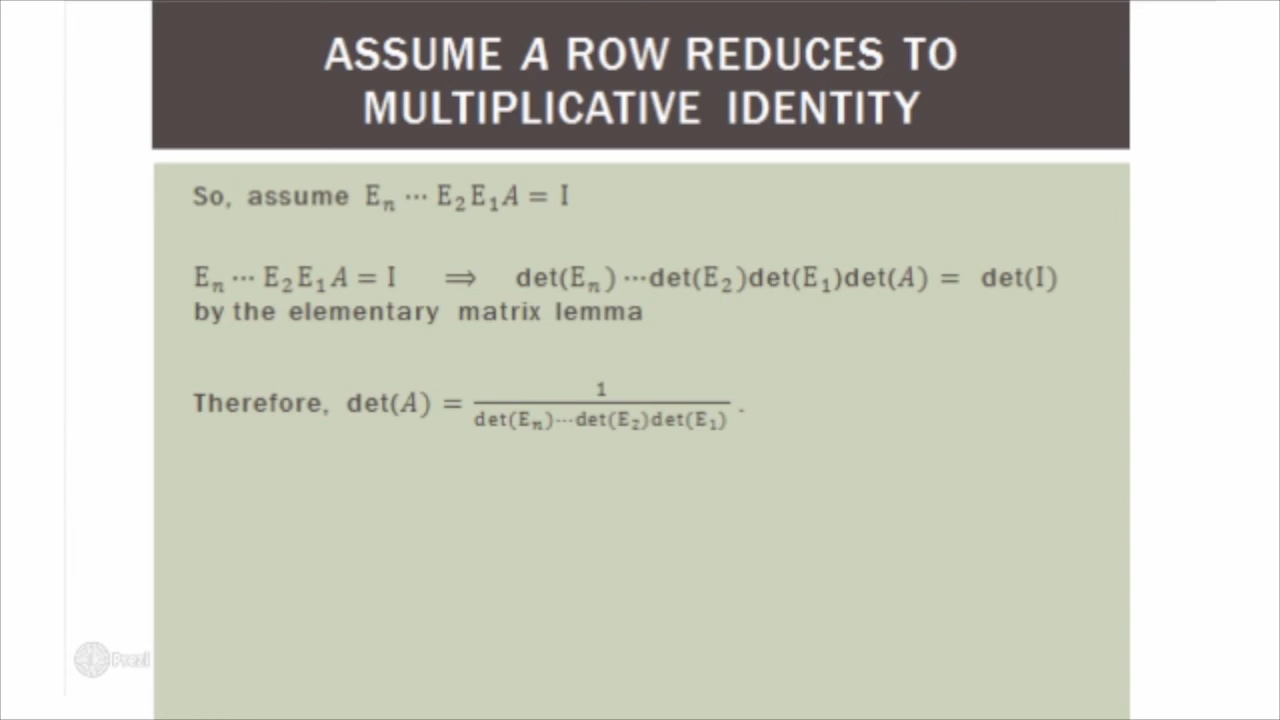 ASSUME A ROW REDUCES TO
MULTIPLICATIVE IDENTITY
So, assume Eₙ ⋯ E₂E₁A = I
Eₙ ⋯ E₂E₁A = I ⟹ det(Eₙ) ⋯det(E₂)det(E₁)det(A) = det(I)
by the elementary matrix lemma
Therefore, det(A) = 1 / det(Eₙ)⋯det(E₂)det(E₁) .
Prezi